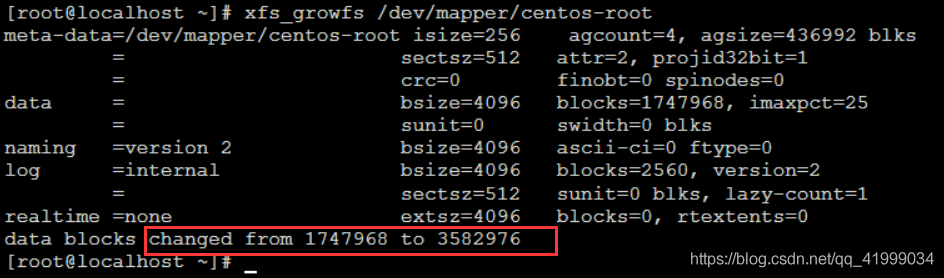 [root@localhost ~]# xfs_growfs /dev/mapper/centos-root
meta-data=/dev/mapper/centos-root isize=256    agcount=4, agsize=436992 blks
         =                       sectsz=512   attr=2, projid32bit=1
         =                       crc=0        finobt=0 spinodes=0
data     =                       bsize=4096   blocks=1747968, imaxpct=25
         =                       sunit=0      swidth=0 blks
naming   =version 2              bsize=4096   ascii-ci=0 ftype=0
log      =internal               bsize=4096   blocks=2560, version=2
         =                       sectsz=512   sunit=0 blks, lazy-count=1
realtime =none                   extsz=4096   blocks=0, rtextents=0
data blocks changed from 1747968 to 3582976
[root@localhost ~]#
https://blog.csdn.net/qq_41999034